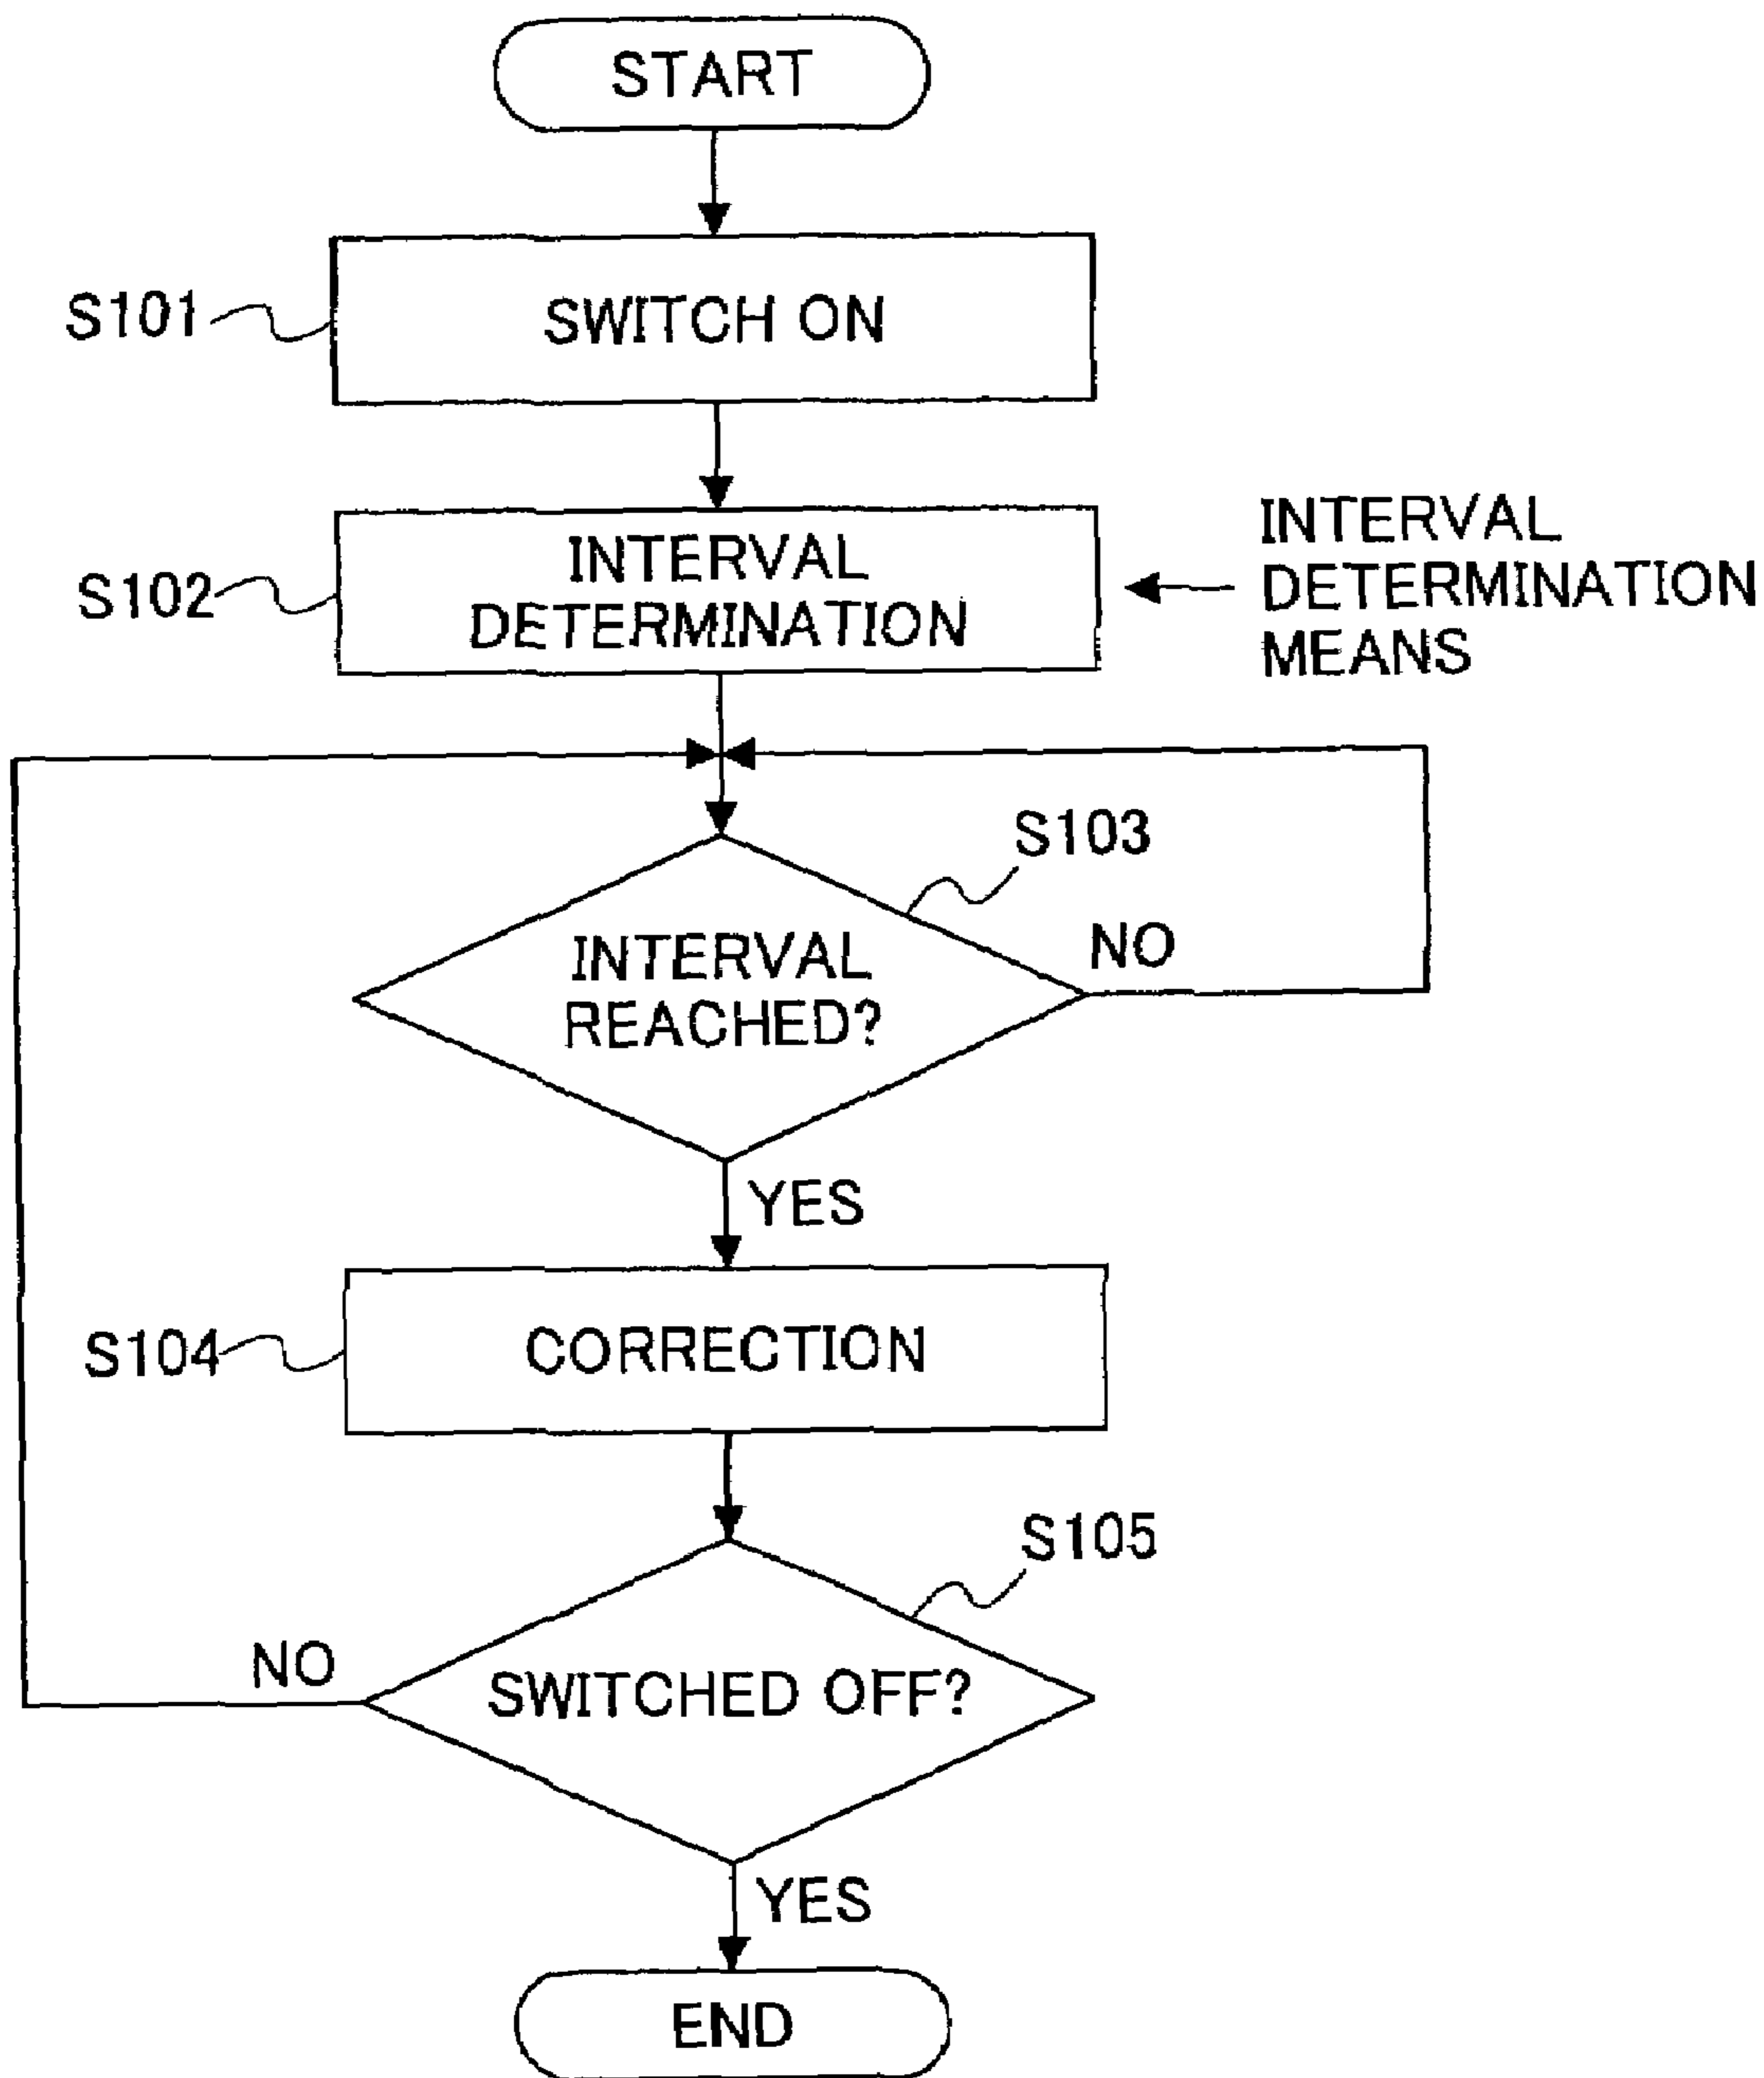 START
S101
SWITCH ON
S102
INTERVAL
DETERMINATION
INTERVAL
DETERMINATION
MEANS
S103
INTERVAL
REACHED?
NO
YES
S104
CORRECTION
S105
NO
SWITCHED OFF?
YES
END